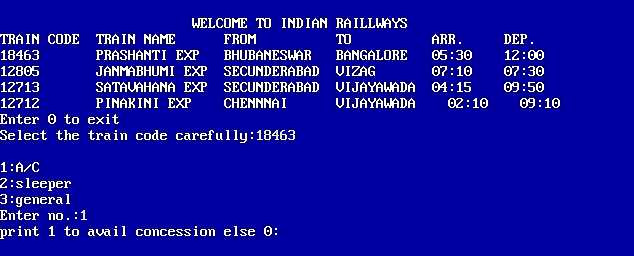 WELCOME TO INDIAN RAILLWAYS
TRAIN CODE TRAIN NAME FROM TO ARR. DEP.
18463 PRASHANTI EXP BHUBANESWAR BANGALORE 05:30 12:00
12805 JANMABHUMI EXP SECUNDERABAD VIZAG 07:10 07:30
12713 SATAVAHANA EXP SECUNDERABAD VIJAYAWADA 04:15 09:50
12712 PINAKINI EXP CHENNNAI VIJAYAWADA 02:10 09:10
Enter 0 to exit
Select the train code carefully:18463
1:A/C
2:sleeper
3:general
Enter no.:1
print 1 to avail concession else 0: